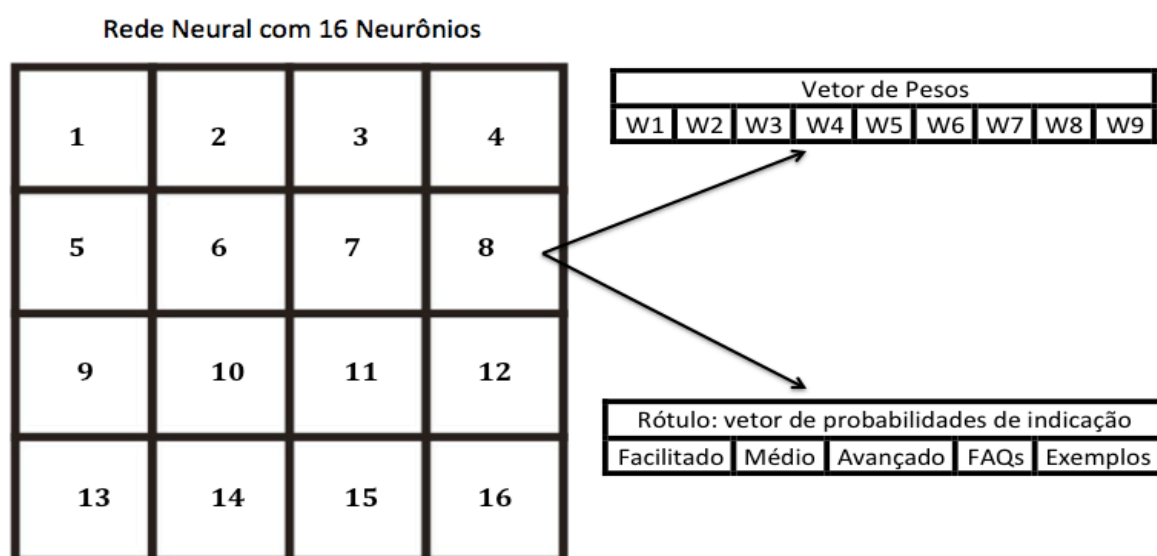 Rede Neural com 16 Neurônios
1 2 3 4
5 6 7 8
9 10 11 12
13 14 15 16
Vetor de Pesos
W1 W2 W3 W4 W5 W6 W7 W8 W9
Rótulo: vetor de probabilidades de indicação
Facilitado Médio Avançado FAQs Exemplos